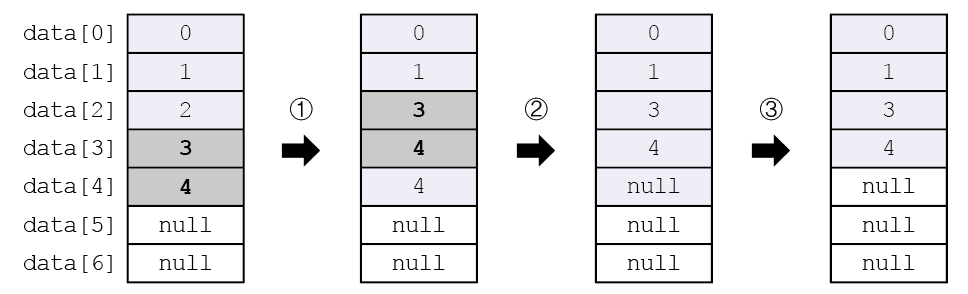 data[0] 0 0 0 0
data[1] 1 1 1 1
data[2] 2 ① 3 ② 3 ③ 3
data[3] 3 4 4 4
data[4] 4 4 null null
data[5] null null null null
data[6] null null null null